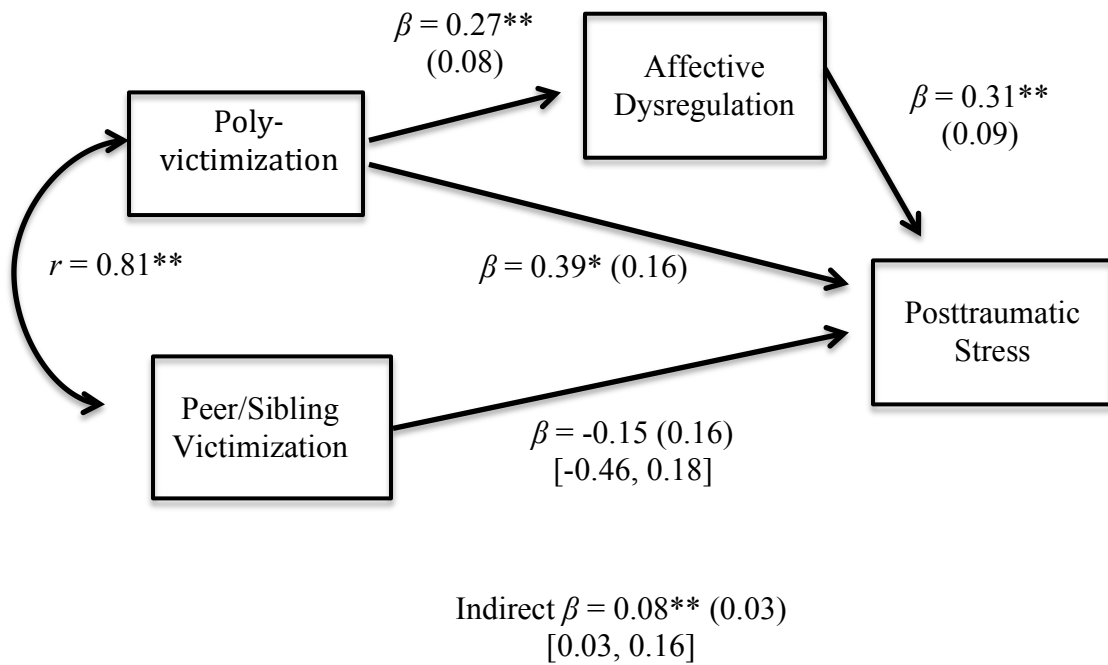 β = 0.27**
(0.08)
Affective
Dysregulation
β = 0.31**
(0.09)
Poly-
victimization
r = 0.81**
β = 0.39* (0.16)
Posttraumatic
Stress
Peer/Sibling
Victimization
β = -0.15 (0.16)
[-0.46, 0.18]
Indirect β = 0.08** (0.03)
[0.03, 0.16]